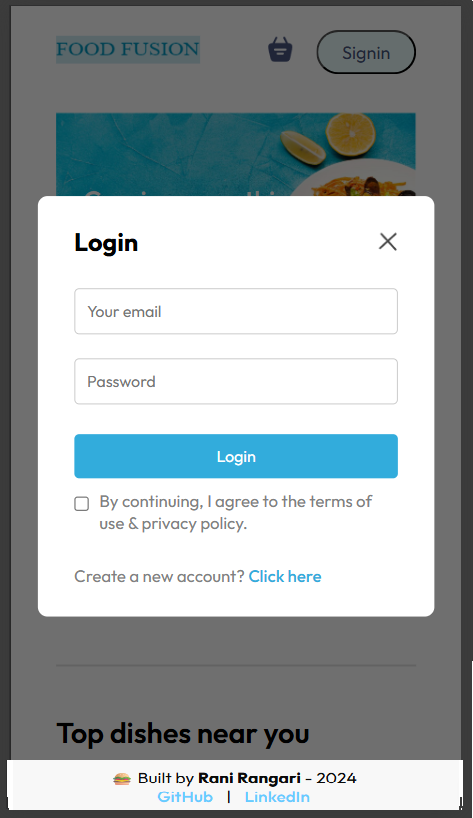 FOOD FUSION
Signin
Login
Your email
Password
Login
By continuing, I agree to the terms of
use & privacy policy.
Create a new account? Click here
Top dishes near you
Built by Rani Rangari - 2024
GitHub | LinkedIn